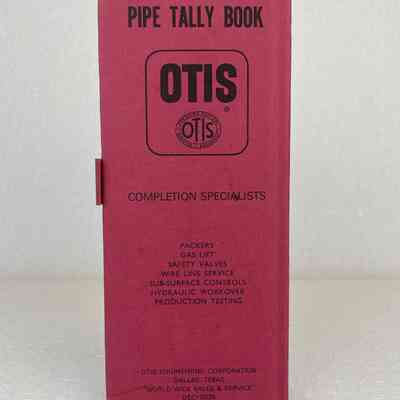 PIPE TALLY BOOK
OTIS
®
OTIS
COMPLETION SPECIALISTS
PACKERS
GAS LIFT
SAFETY VALVES
WIRE LINE SERVICE
SUB-SURFACE CONTROLS
HYDRAULIC WORKOVER
PRODUCTION TESTING
OTIS ENGINEERING CORPORATION
DALLAS, TEXAS
"WORLD WIDE SALES & SERVICE"